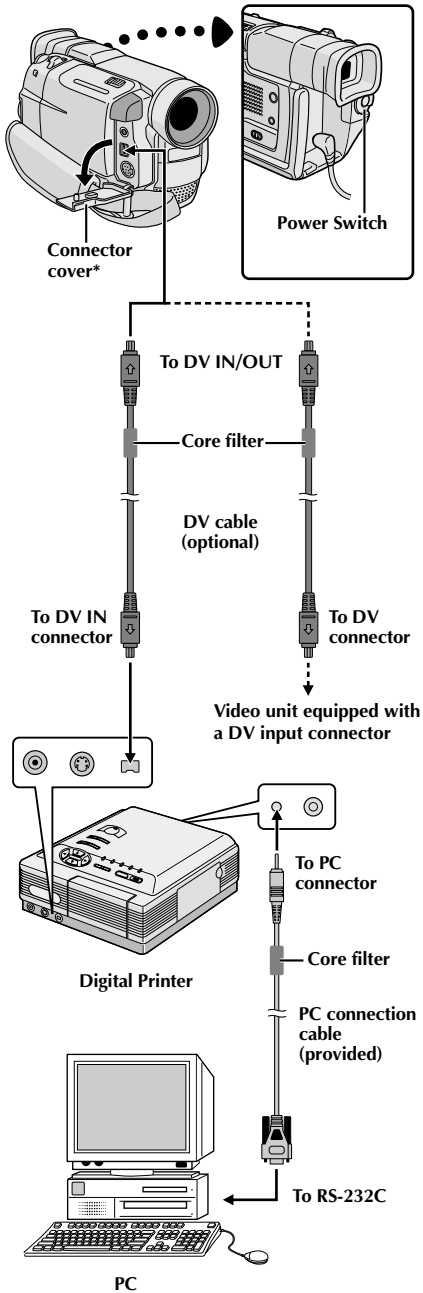 Power Switch
Connector
cover*
To DV IN/OUT
Core filter
DV cable
(optional)
To DV IN
connector
To DV
connector
Video unit equipped with
a DV input connector
To PC
connector
Digital Printer
Core filter
PC connection
cable
(provided)
To RS-232C
PC